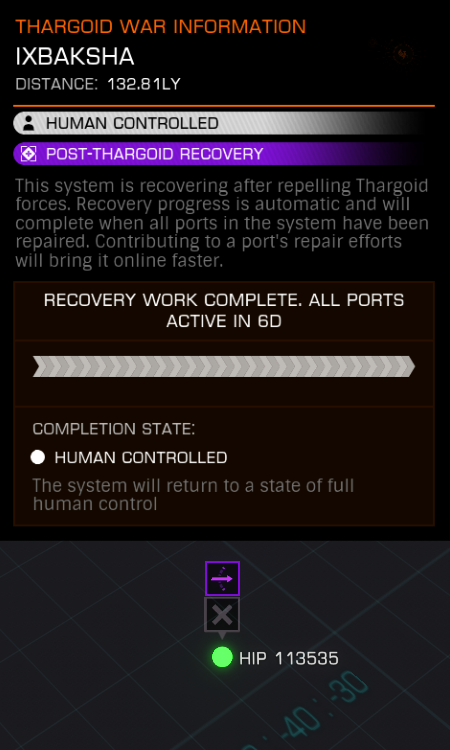 THARGOID WAR INFORMATION
IXBAKSHA
DISTANCE: 132.81LY
HUMAN CONTROLLED
POST-THARGOID RECOVERY
This system is recovering after repelling Thargoid
forces. Recovery progress is automatic and will
complete when all ports in the system have been
repaired. Contributing to a port's repair efforts
will bring it online faster.
RECOVERY WORK COMPLETE. ALL PORTS
ACTIVE IN 6D
COMPLETION STATE:
HUMAN CONTROLLED
The system will return to a state of full
human control
HIP 113535
-40 : -30